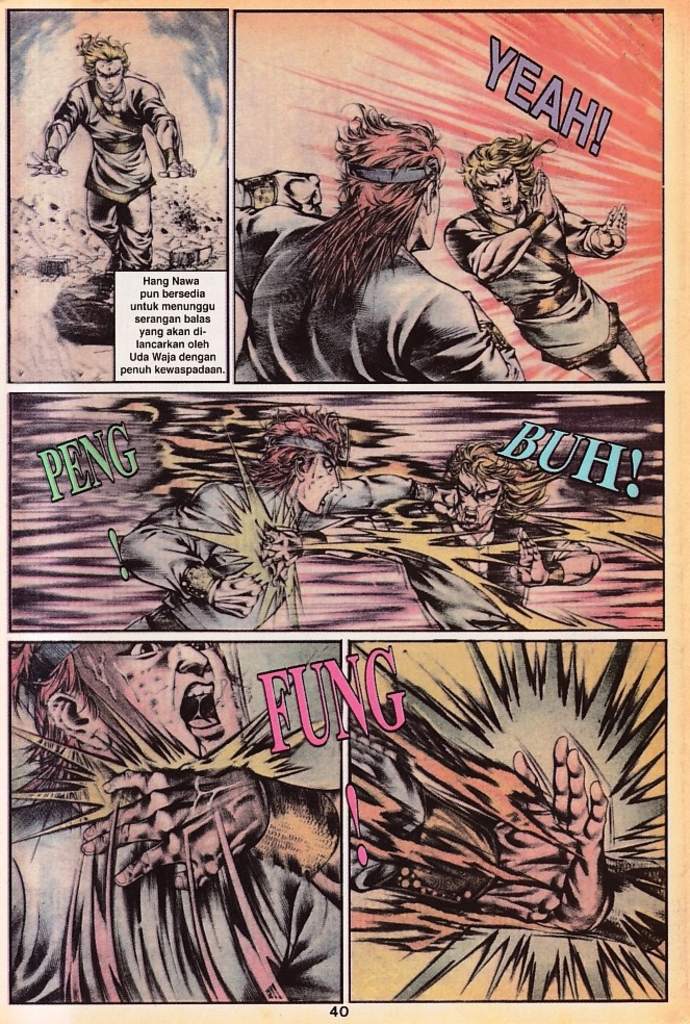 Hang Nawa
pun bersedia
untuk menunggu
serangan balas
yang akan di-
lancarkan oleh
Uda Waja dengan
penuh kewaspadaan.
YEAH!
PENG
!
BUH!
FUNG
!
40